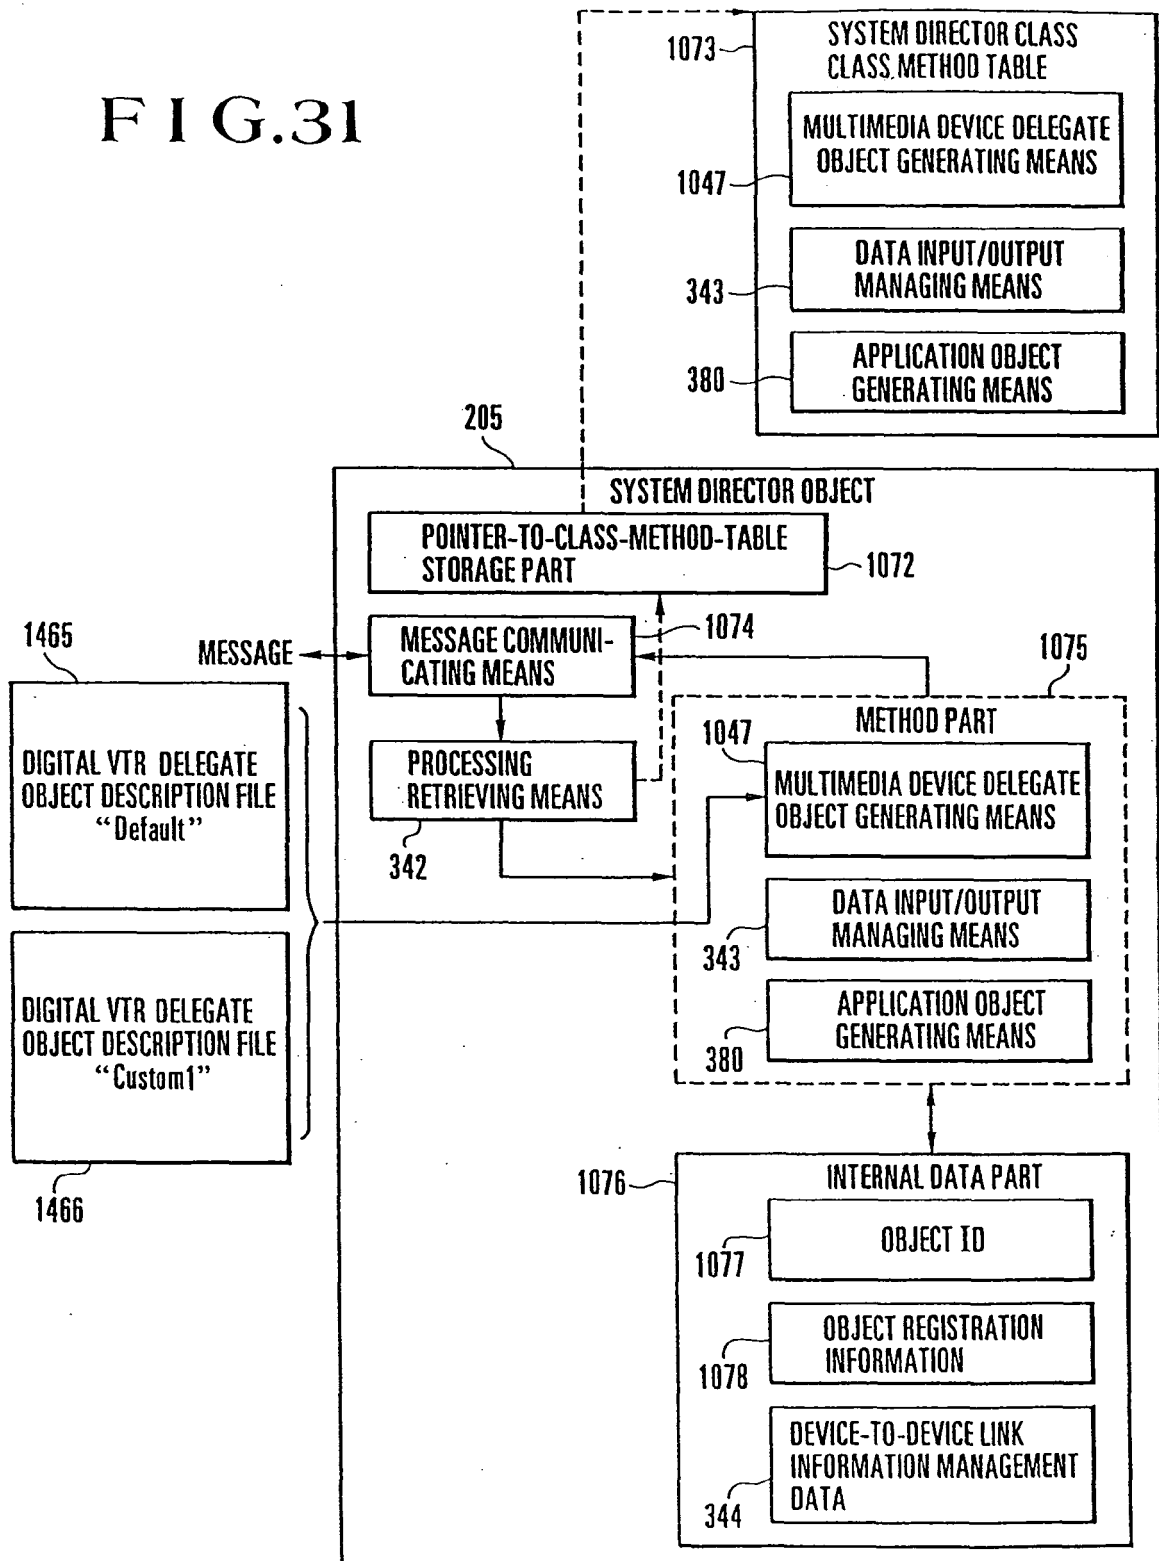 FIG.31
1073
SYSTEM DIRECTOR CLASS
CLASS METHOD TABLE
MULTIMEDIA DEVICE DELEGATE
OBJECT GENERATING MEANS
1047
DATA INPUT/OUTPUT
MANAGING MEANS
343
APPLICATION OBJECT
GENERATING MEANS
380
205
SYSTEM DIRECTOR OBJECT
POINTER-TO-CLASS-METHOD-TABLE
STORAGE PART
1072
MESSAGE
MESSAGE COMMUNI-
CATING MEANS
1074
PROCESSING
RETRIEVING MEANS
342
1465
DIGITAL VTR DELEGATE
OBJECT DESCRIPTION FILE
“Default”
DIGITAL VTR DELEGATE
OBJECT DESCRIPTION FILE
“Custom1”
1466
1075
METHOD PART
1047
MULTIMEDIA DEVICE DELEGATE
OBJECT GENERATING MEANS
DATA INPUT/OUTPUT
MANAGING MEANS
343
APPLICATION OBJECT
GENERATING MEANS
380
1076
INTERNAL DATA PART
OBJECT ID
1077
OBJECT REGISTRATION
INFORMATION
1078
DEVICE-TO-DEVICE LINK
INFORMATION MANAGEMENT
DATA
344